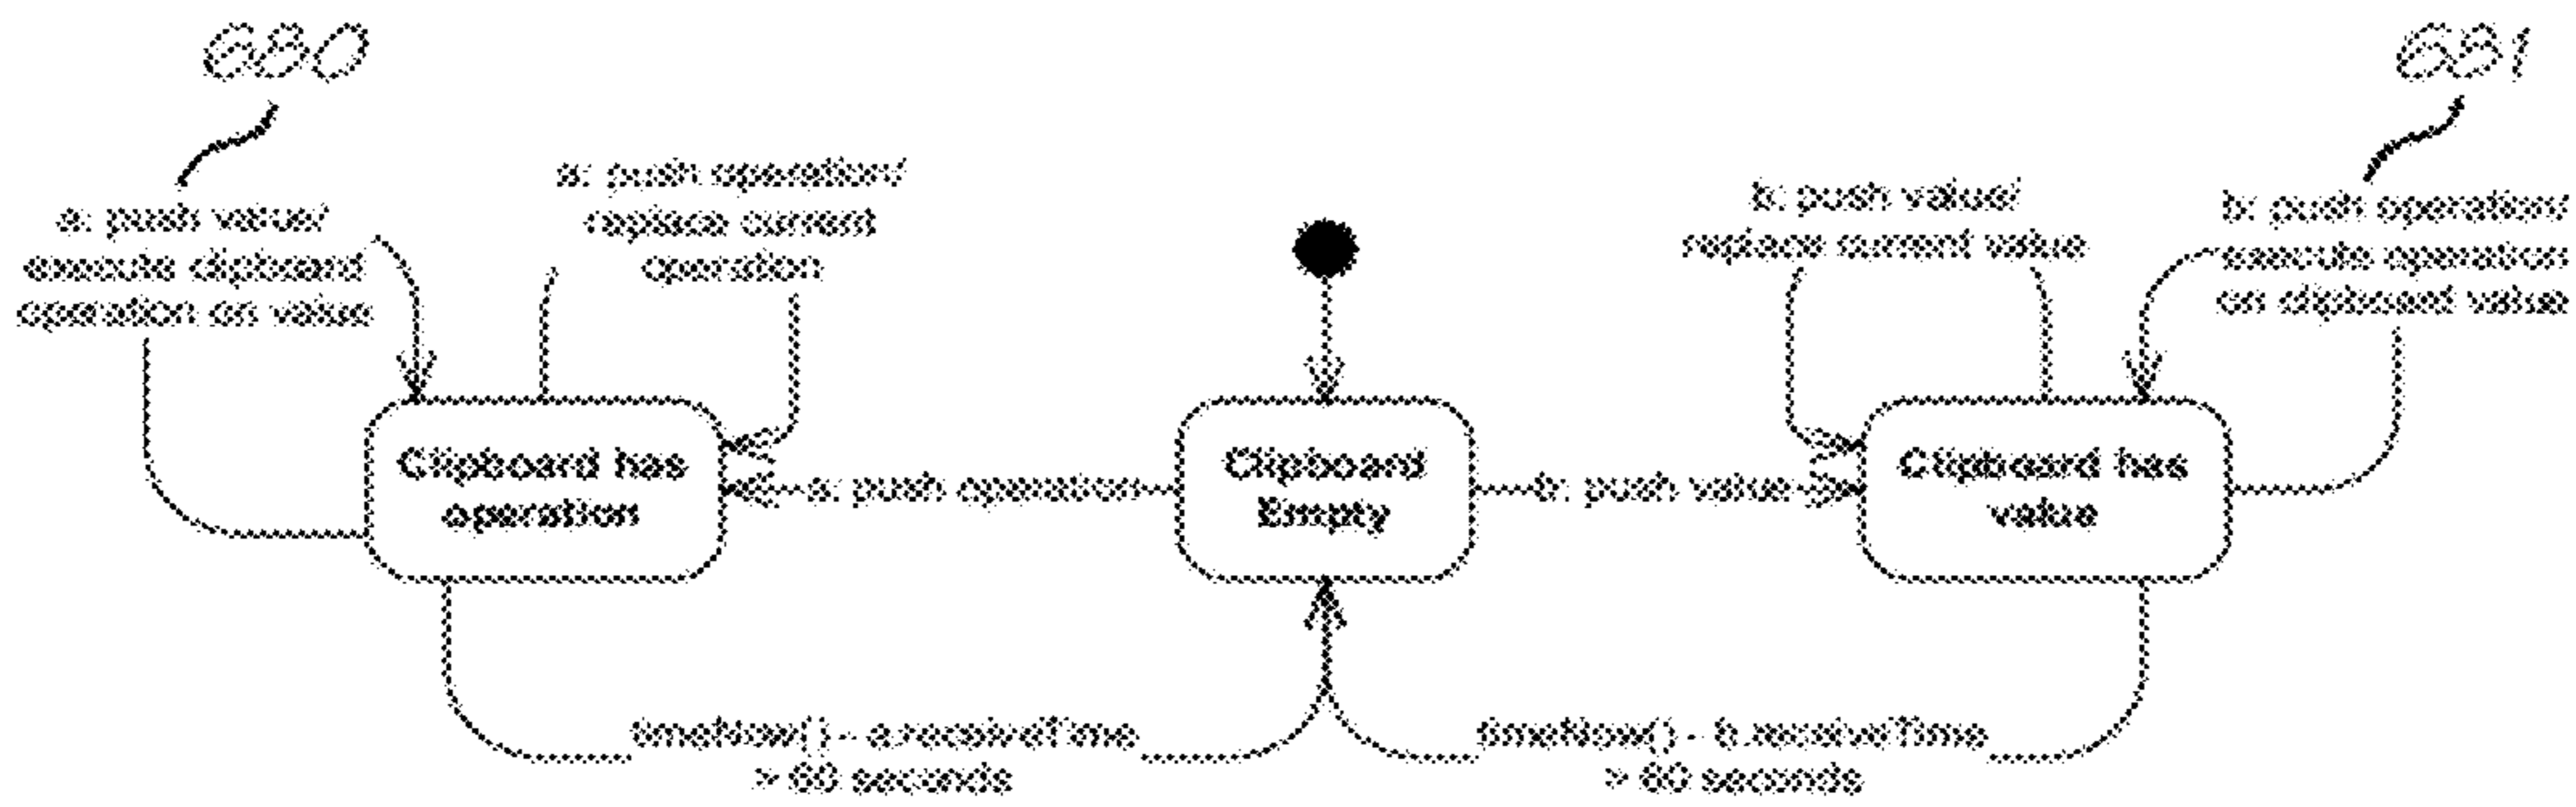 680
681
a: push value/
execute clipboard
operation on value
a: push operation/
replace current
operation
b: push value/
replace current value
b: push operation/
execute operation
on clipboard value
Clipboard has
operation
a: push operation
Clipboard
Empty
b: push value
Clipboard has
value
timeNow() - a.receiveTime
> 60 seconds
timeNow() - b.receiveTime
> 60 seconds